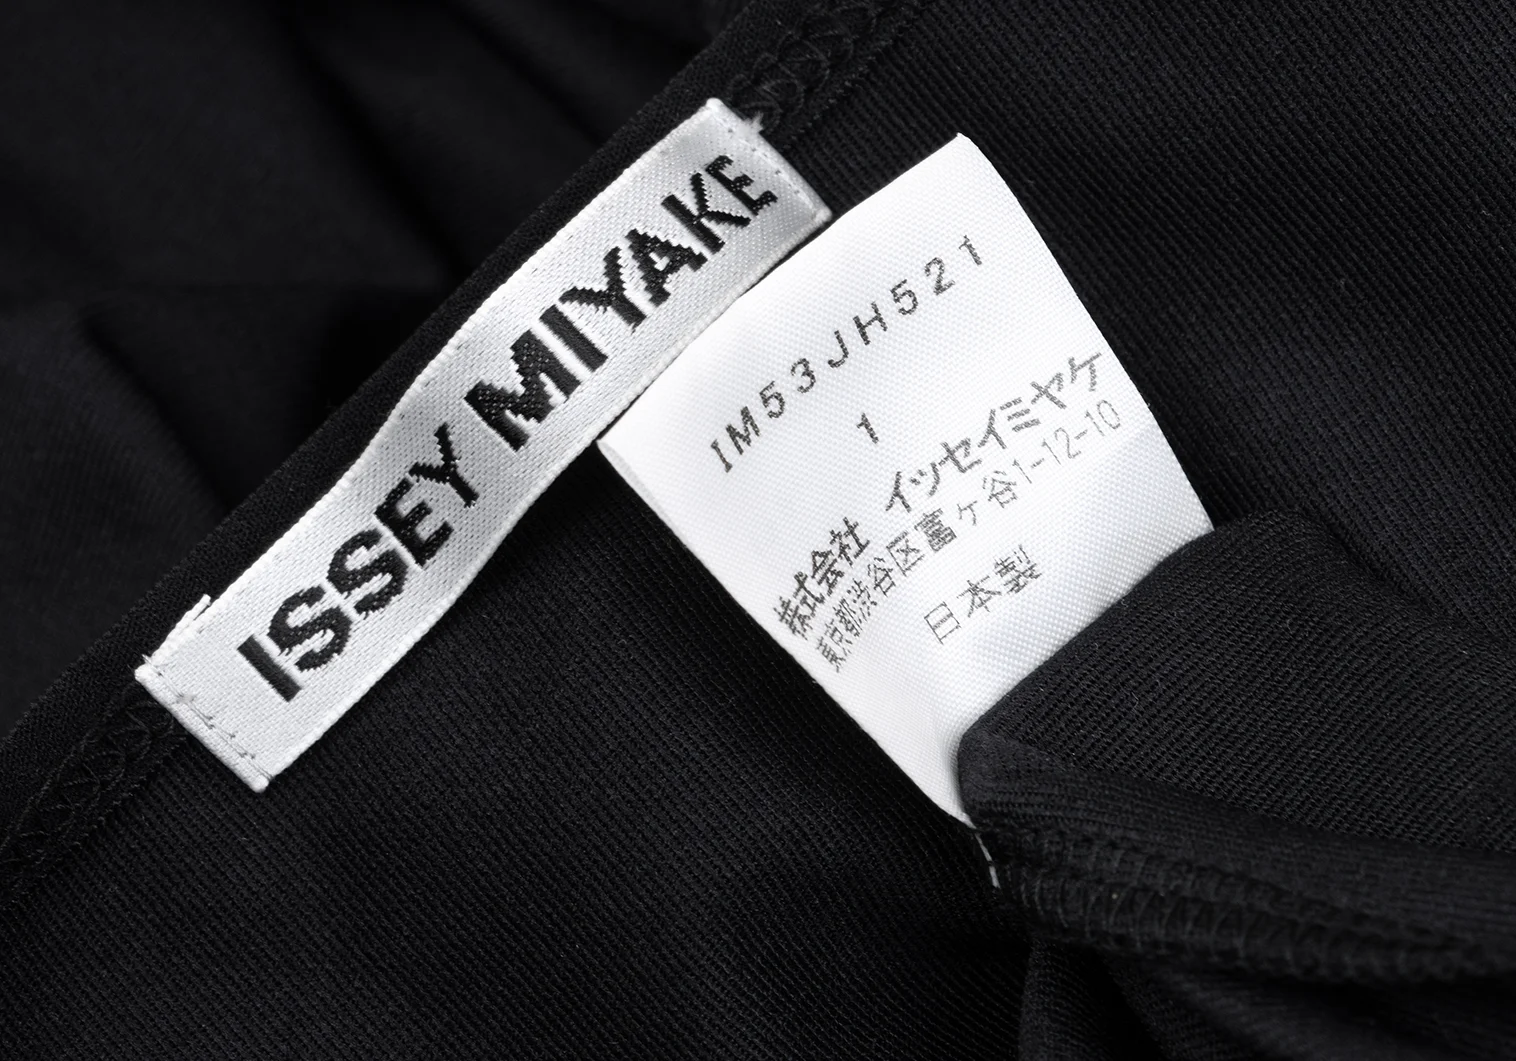 ISSEY MIYAKE
IM53JH521
1
株式会社 イッセイミヤケ
東京都渋谷区富ケ谷1-12-10
日本製